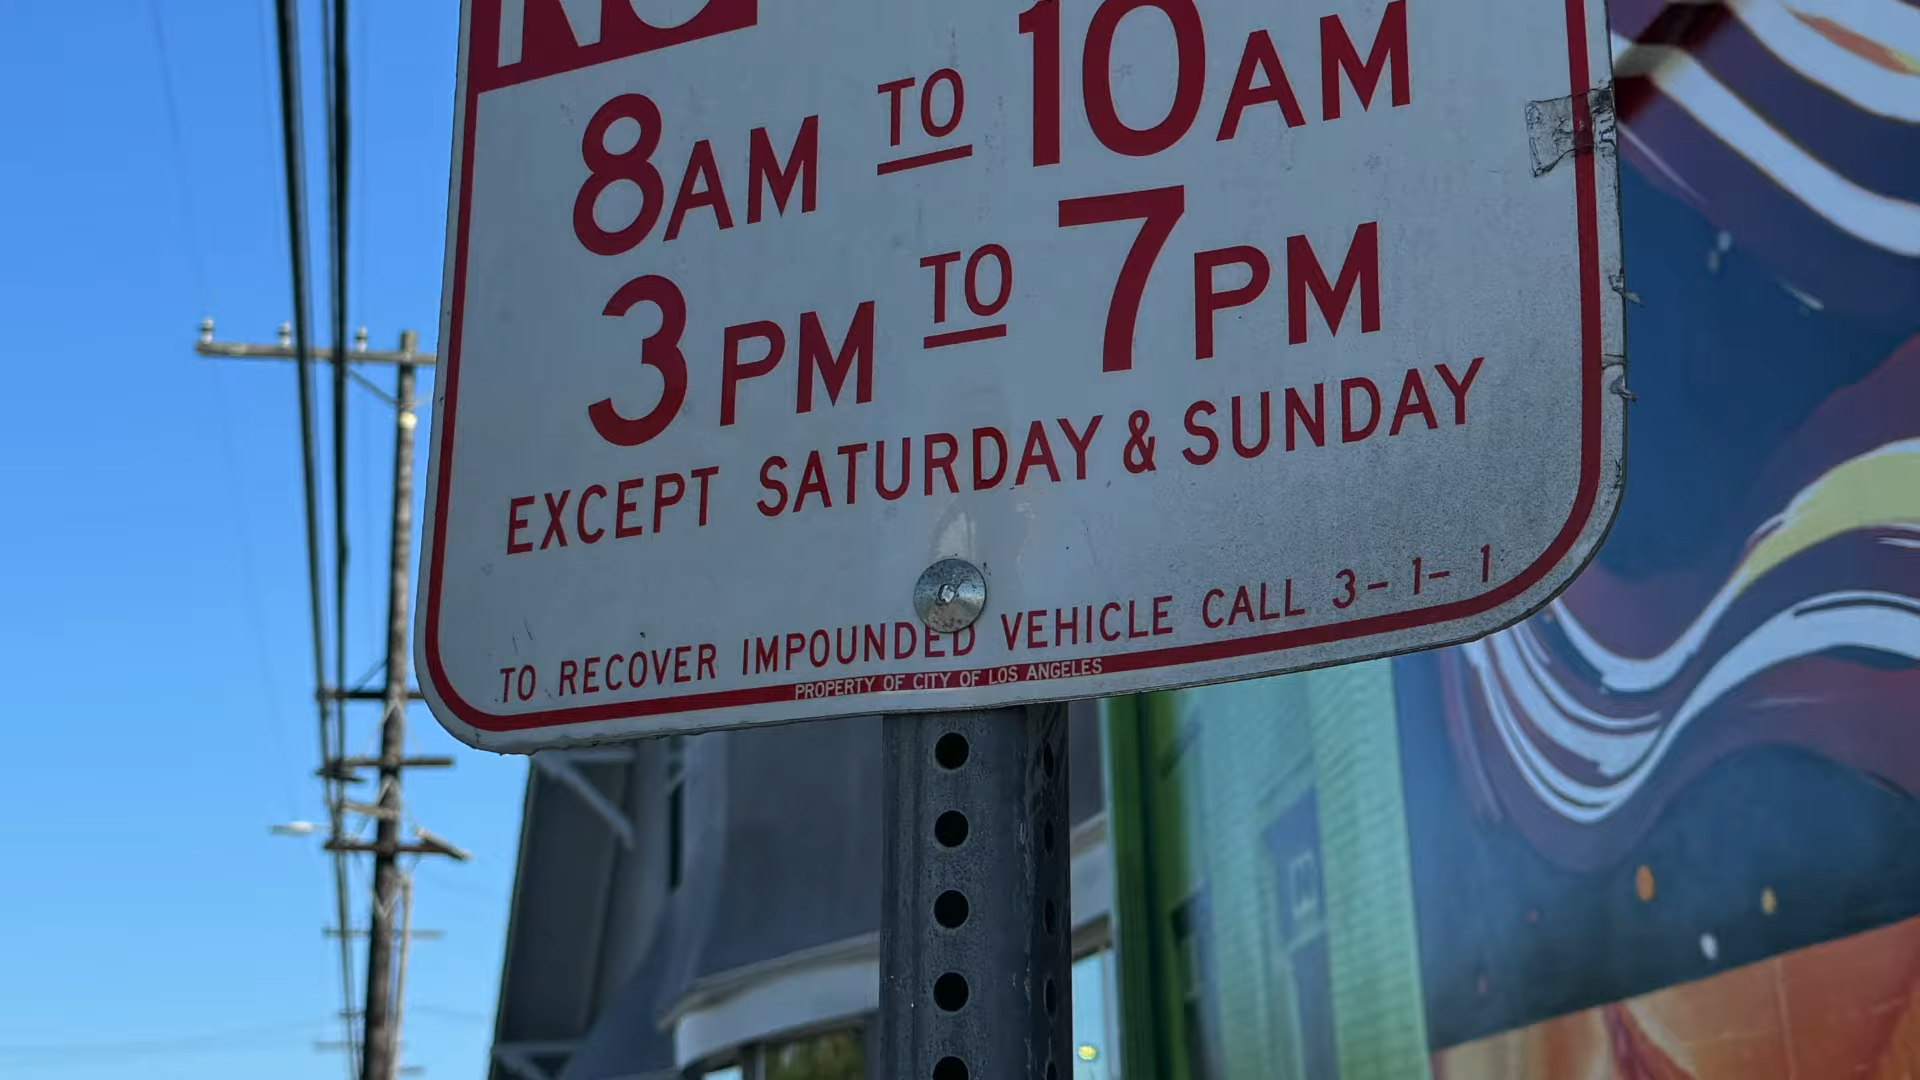 NO
8AM TO 10AM
3PM TO 7PM
EXCEPT SATURDAY & SUNDAY
TO RECOVER IMPOUNDED VEHICLE CALL 3-1-1
PROPERTY OF CITY OF LOS ANGELES